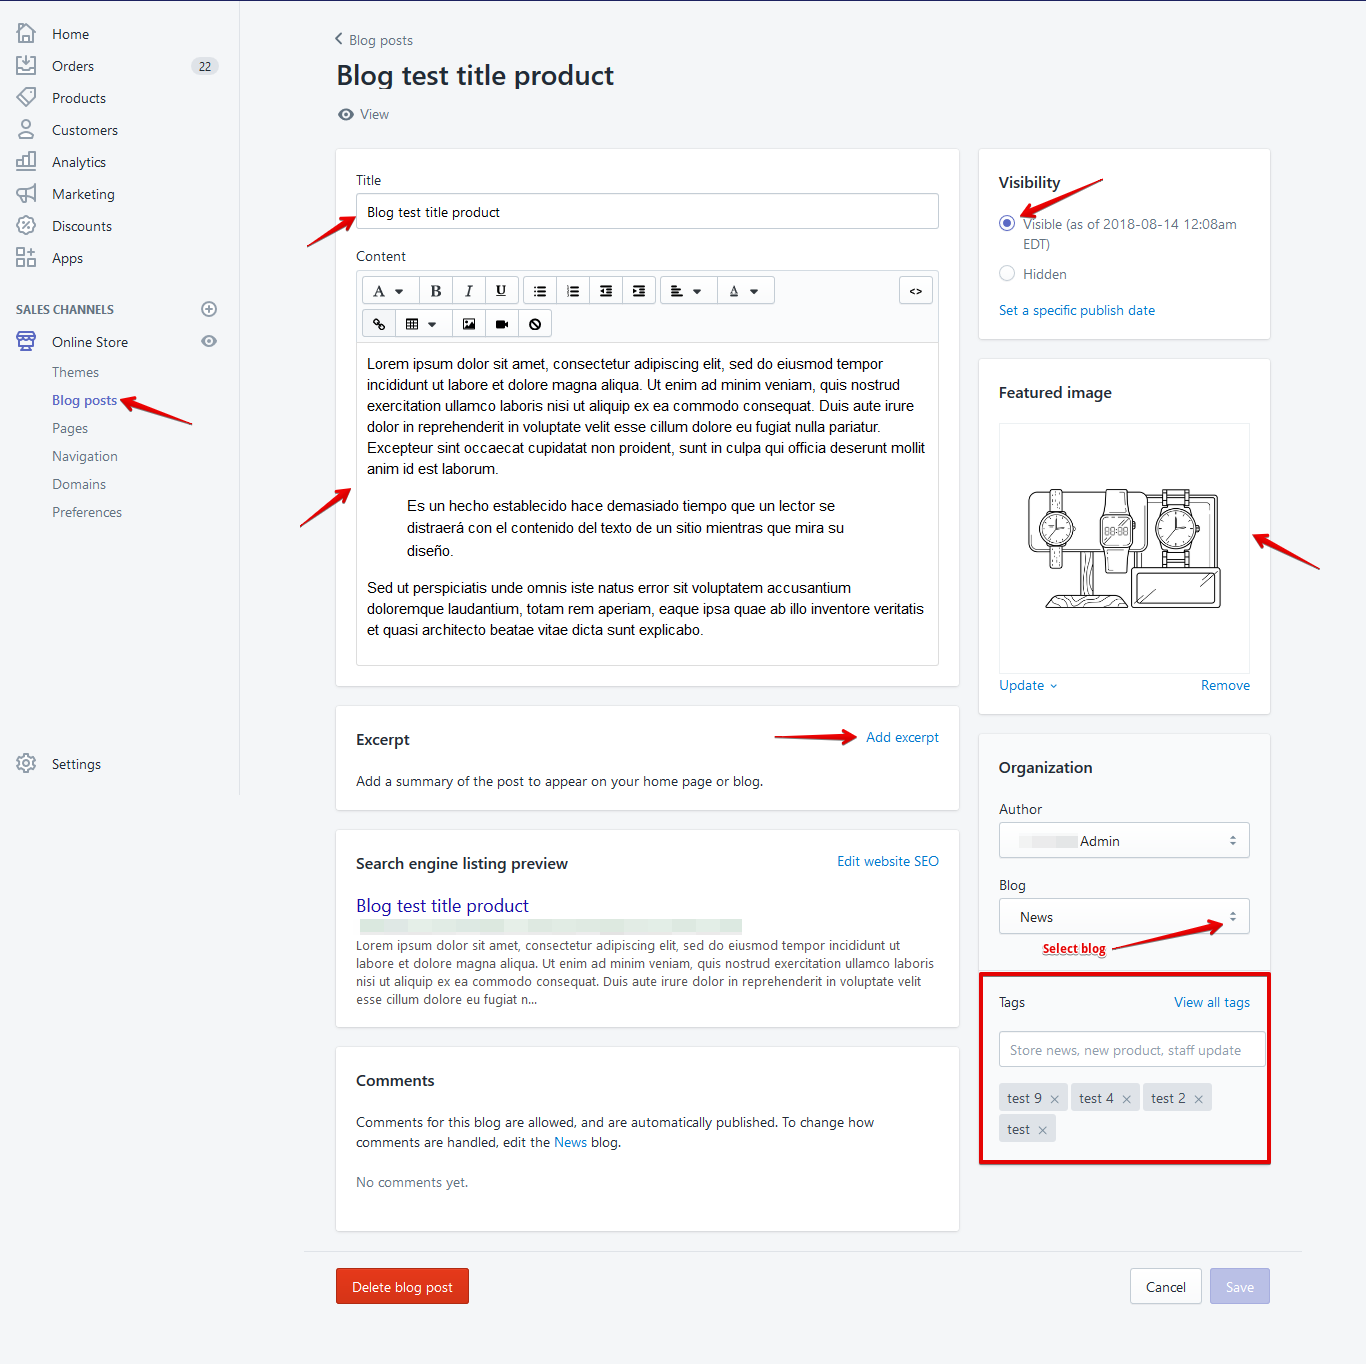 Home
Orders 22
Products
Customers
Analytics
Marketing
Discounts
Apps
SALES CHANNELS
Online Store
Themes
Blog posts
Pages
Navigation
Domains
Preferences
Settings
Blog posts
Blog test title product
View
Title
Blog test title product
Content
A B I U A <>
Lorem ipsum dolor sit amet, consectetur adipiscing elit, sed do eiusmod tempor
incididunt ut labore et dolore magna aliqua. Ut enim ad minim veniam, quis nostrud
exercitation ullamco laboris nisi ut aliquip ex ea commodo consequat. Duis aute irure
dolor in reprehenderit in voluptate velit esse cillum dolore eu fugiat nulla pariatur.
Excepteur sint occaecat cupidatat non proident, sunt in culpa qui officia deserunt mollit
anim id est laborum.
Es un hecho establecido hace demasiado tiempo que un lector se
distraerá con el contenido del texto de un sitio mientras que mira su
diseño.
Sed ut perspiciatis unde omnis iste natus error sit voluptatem accusantium
doloremque laudantium, totam rem aperiam, eaque ipsa quae ab illo inventore veritatis
et quasi architecto beatae vitae dicta sunt explicabo.
Excerpt
Add excerpt
Add a summary of the post to appear on your home page or blog.
Search engine listing preview
Edit website SEO
Blog test title product
Lorem ipsum dolor sit amet, consectetur adipiscing elit, sed do eiusmod tempor incididunt ut
labore et dolore magna aliqua. Ut enim ad minim veniam, quis nostrud exercitation ullamco laboris
nisi ut aliquip ex ea commodo consequat. Duis aute irure dolor in reprehenderit in voluptate velit
esse cillum dolore eu fugiat n...
Comments
Comments for this blog are allowed, and are automatically published. To change how
comments are handled, edit the News blog.
No comments yet.
Visibility
Visible (as of 2018-08-14 12:08am
EDT)
Hidden
Set a specific publish date
Featured image
88:88
Update
Remove
Organization
Author
Admin
Blog
News
Select blog
Tags
View all tags
Store news, new product, staff update
test 9 × test 4 × test 2 ×
test ×
Delete blog post
Cancel
Save